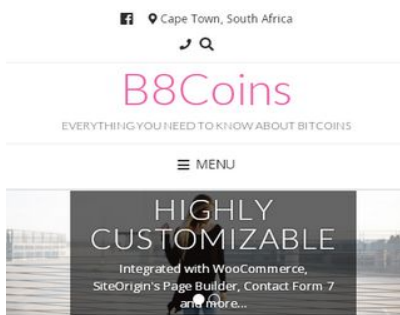 Cape Town, South Africa
B8Coins
EVERYTHING YOU NEED TO KNOW ABOUT BITCOINS
MENU
HIGHLY
CUSTOMIZABLE
Integrated with WooCommerce,
SiteOrigin's Page Builder, Contact Form 7
and more...